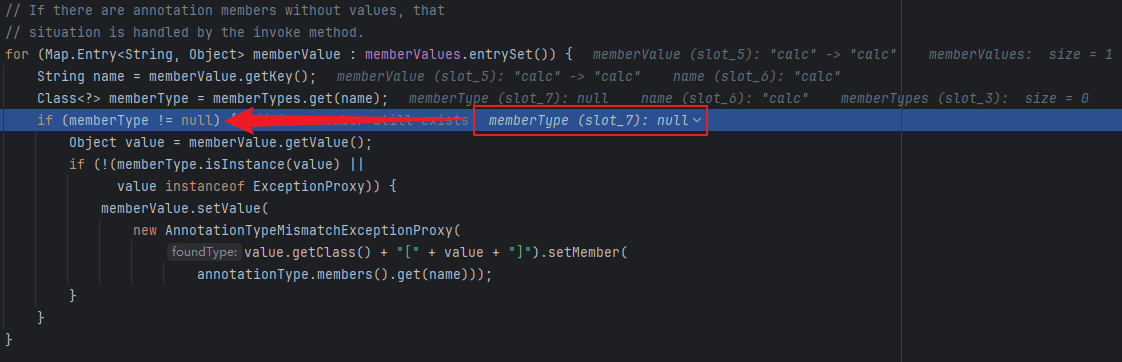 // If there are annotation members without values, that
// situation is handled by the invoke method.
for (Map.Entry<String, Object> memberValue : memberValues.entrySet()) { memberValue (slot_5): "calc" -> "calc" memberValues: size = 1
String name = memberValue.getKey(); memberValue (slot_5): "calc" -> "calc" name (slot_6): "calc"
Class<?> memberType = memberTypes.get(name); memberType (slot_7): null name (slot_6): "calc" memberTypes (slot_3): size = 0
if (memberType != null) { still exists memberType (slot_7): null
Object value = memberValue.getValue();
if (!(memberType.isInstance(value) ||
value instanceof ExceptionProxy)) {
memberValue.setValue(
new AnnotationTypeMismatchExceptionProxy(
foundType: value.getClass() + "[" + value + "]").setMember(
annotationType.members().get(name)));
}
}
}